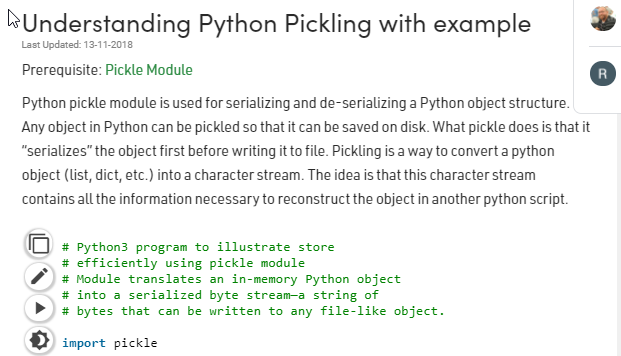 Understanding Python Pickling with example
Last Updated: 13-11-2018
Prerequisite: Pickle Module
R
Python pickle module is used for serializing and de-serializing a Python object structure.
Any object in Python can be pickled so that it can be saved on disk. What pickle does is that it
“serializes” the object first before writing it to file. Pickling is a way to convert a python
object (list, dict, etc.) into a character stream. The idea is that this character stream
contains all the information necessary to reconstruct the object in another python script.
# Python3 program to illustrate store
# efficiently using pickle module
# Module translates an in-memory Python object
# into a serialized byte stream—a string of
# bytes that can be written to any file-like object.
import pickle